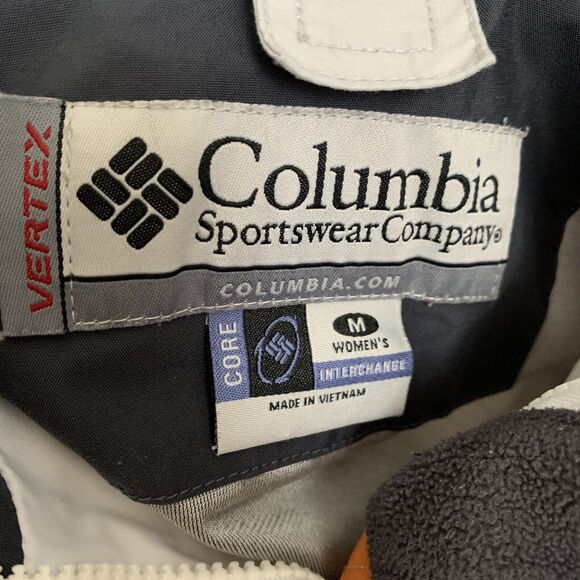 VERTEX
Columbia
Sportswear Company®
COLUMBIA.COM
CORE
M
WOMEN'S
INTERCHANGE
MADE IN VIETNAM